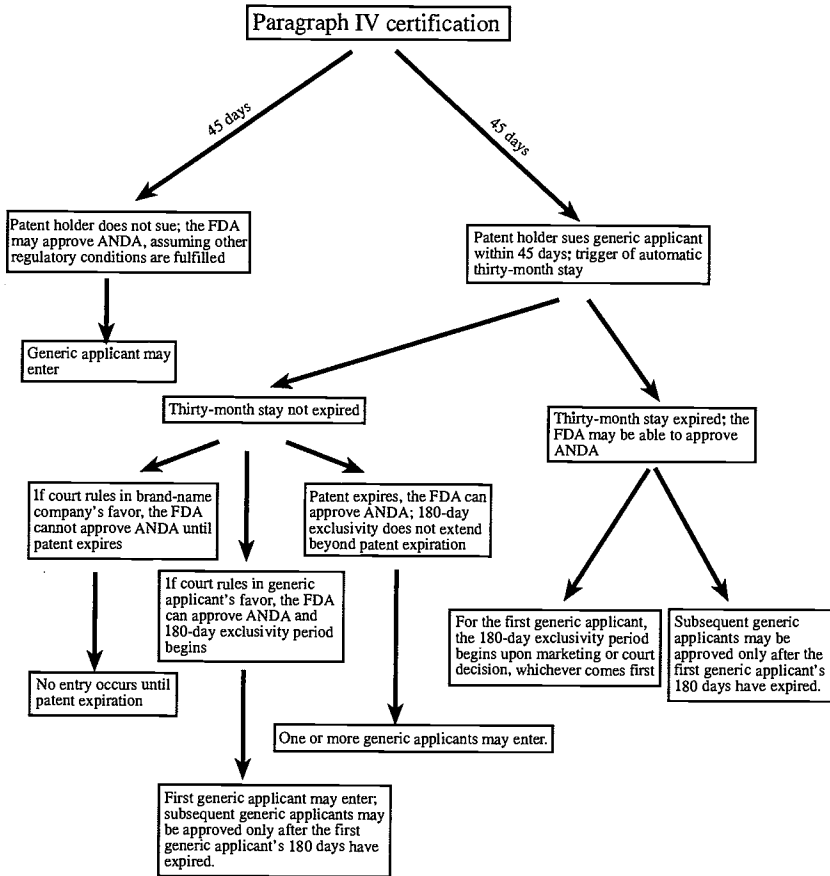 Paragraph IV certification
45 days
45 days
Patent holder does not sue; the FDA
may approve ANDA, assuming other
regulatory conditions are fulfilled
Patent holder sues generic applicant
within 45 days; trigger of automatic
thirty-month stay
Generic applicant may
enter
Thirty-month stay not expired
Thirty-month stay expired; the
FDA may be able to approve
ANDA
If court rules in brand-name
company's favor, the FDA
cannot approve ANDA until
patent expires
Patent expires, the FDA can
approve ANDA; 180-day
exclusivity does not extend
beyond patent expiration
If court rules in generic
applicant's favor, the FDA
can approve ANDA and
180-day exclusivity period
begins
For the first generic applicant,
the 180-day exclusivity period
begins upon marketing or court
decision, whichever comes first
Subsequent generic
applicants may be
approved only after the
first generic applicant's
180 days have expired.
No entry occurs until
patent expiration
One or more generic applicants may enter.
First generic applicant may enter;
subsequent generic applicants may
be approved only after the first
generic applicant's 180 days have
expired.